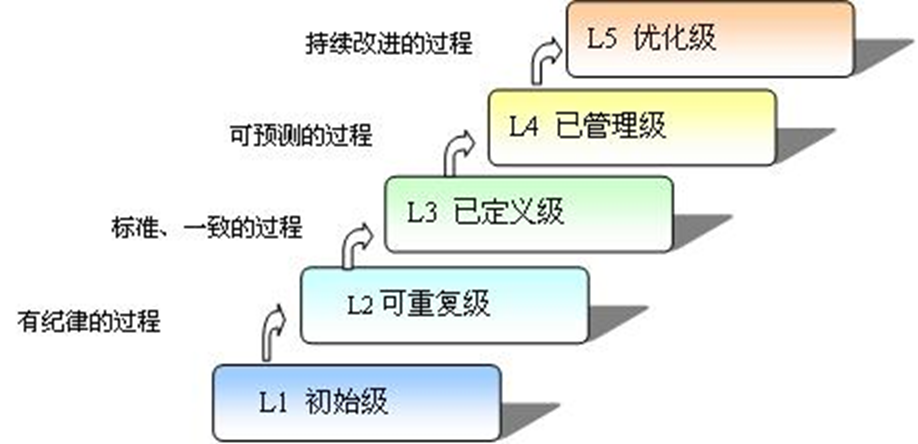 L5 优化级
持续改进的过程
L4 已管理级
可预测的过程
L3 已定义级
标准、一致的过程
L2可重复级
有纪律的过程
L1 初始级